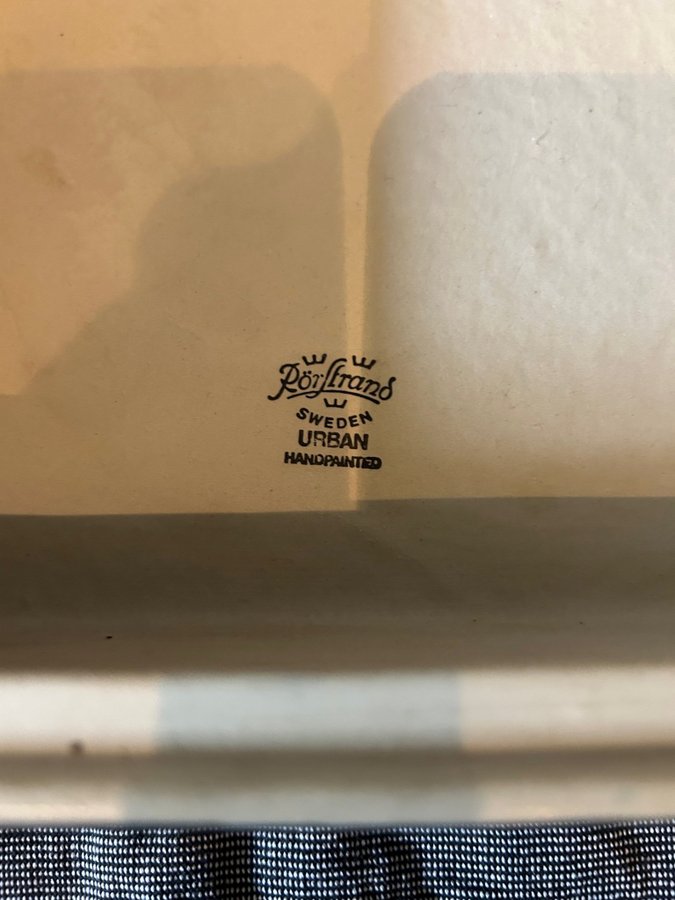 Rörstrand
SWEDEN
URBAN
HANDPAINTED